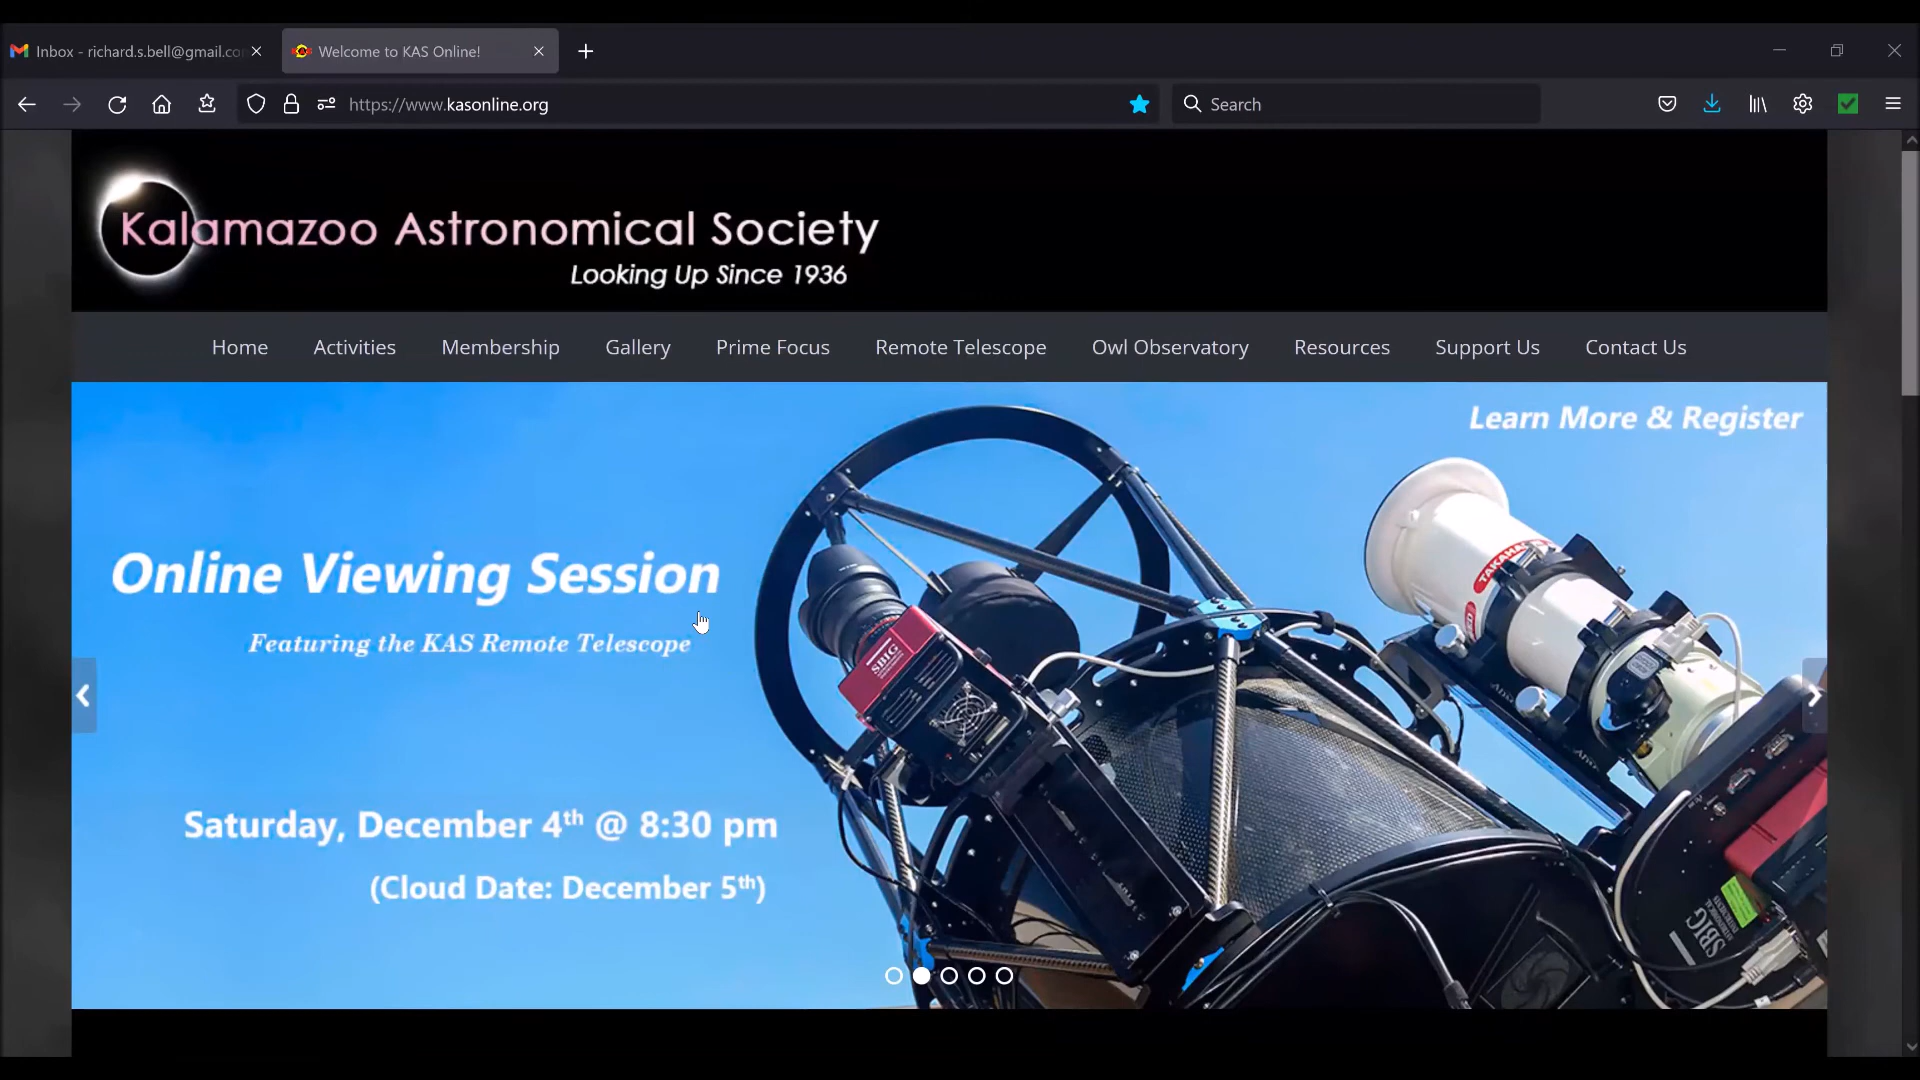 Inbox - richard.s.bell@gmail.co
Welcome to KAS Online!
https://www.kasonline.org
Search
Kalamazoo Astronomical Society
Looking Up Since 1936
Home Activities Membership Gallery Prime Focus Remote Telescope Owl Observatory Resources Support Us Contact Us
Learn More & Register
Online Viewing Session
Featuring the KAS Remote Telescope
Saturday, December 4th @ 8:30 pm
(Cloud Date: December 5th)
SBIG
SBIG